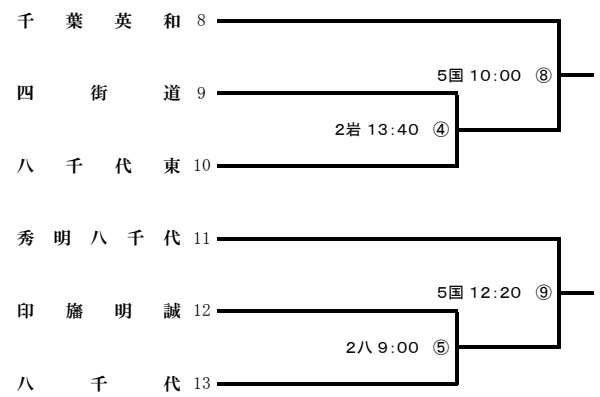 千葉英和 8
5国 10:00 ⑧
四街道 9
2岩 13:40 ④
八千代東 10
秀明八千代 11
5国 12:20 ⑨
印旛明誠 12
2八 9:00 ⑤
八千代 13